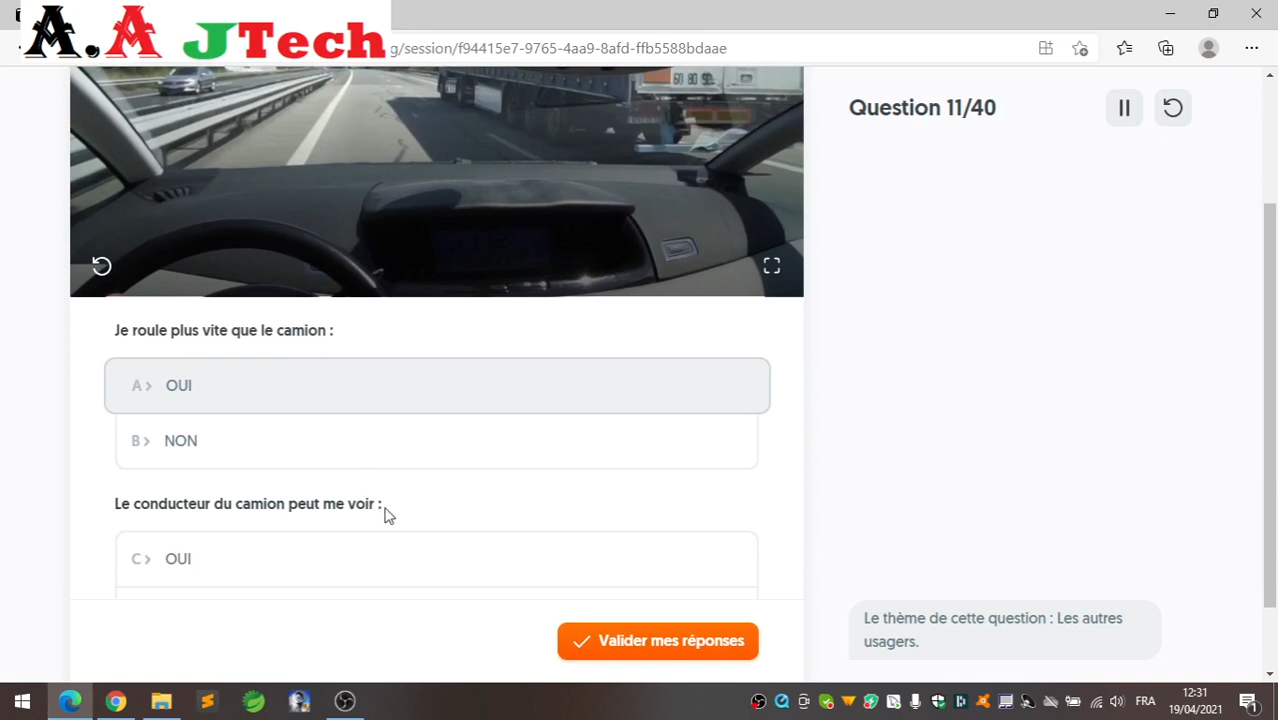 A.A JTech
g/session/f94415e7-9765-4aa9-8afd-ffb5588bdaae
Question 11/40
Je roule plus vite que le camion :
A OUI
B NON
Le conducteur du camion peut me voir :
C OUI
Valider mes réponses
Le thème de cette question : Les autres
usagers.
FRA
12:31
19/04/2021
1